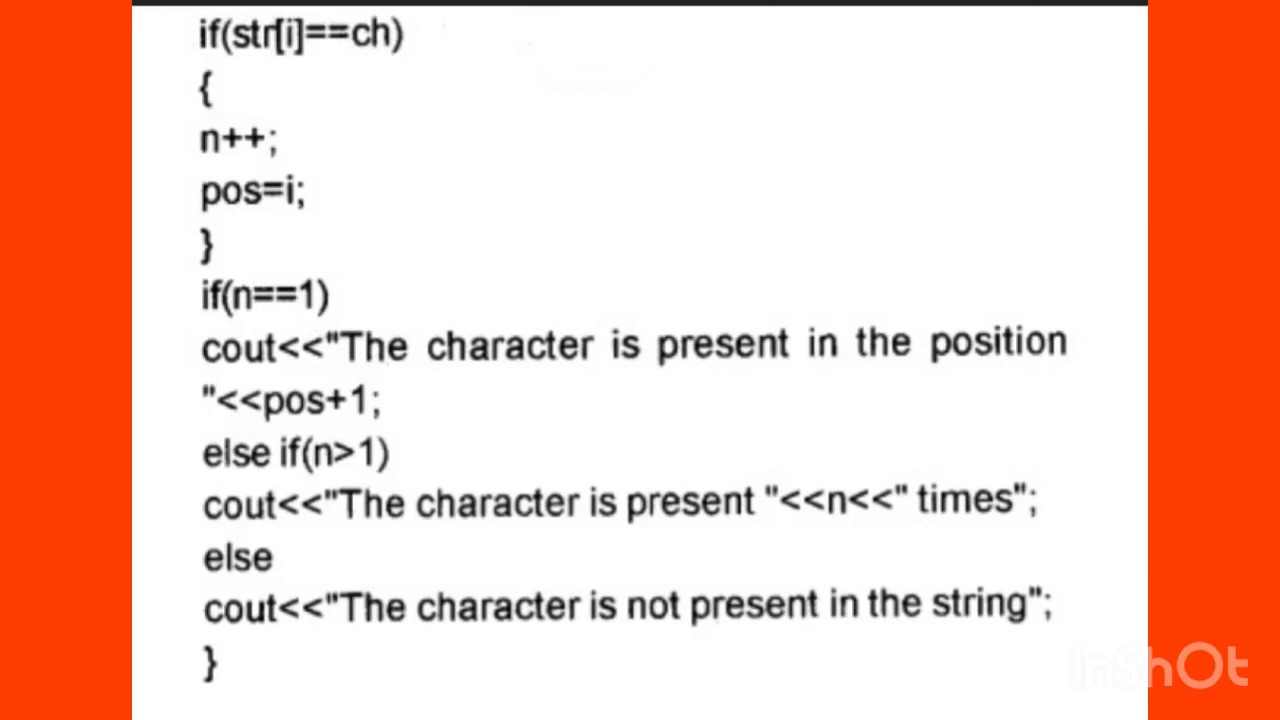 if(str[i]==ch)
{
n++;
pos=i;
}
if(n==1)
cout<<"The character is present in the position
"<<pos+1;
else if(n>1)
cout<<"The character is present "<<n<<" times";
else
cout<<"The character is not present in the string";
}
InShOt